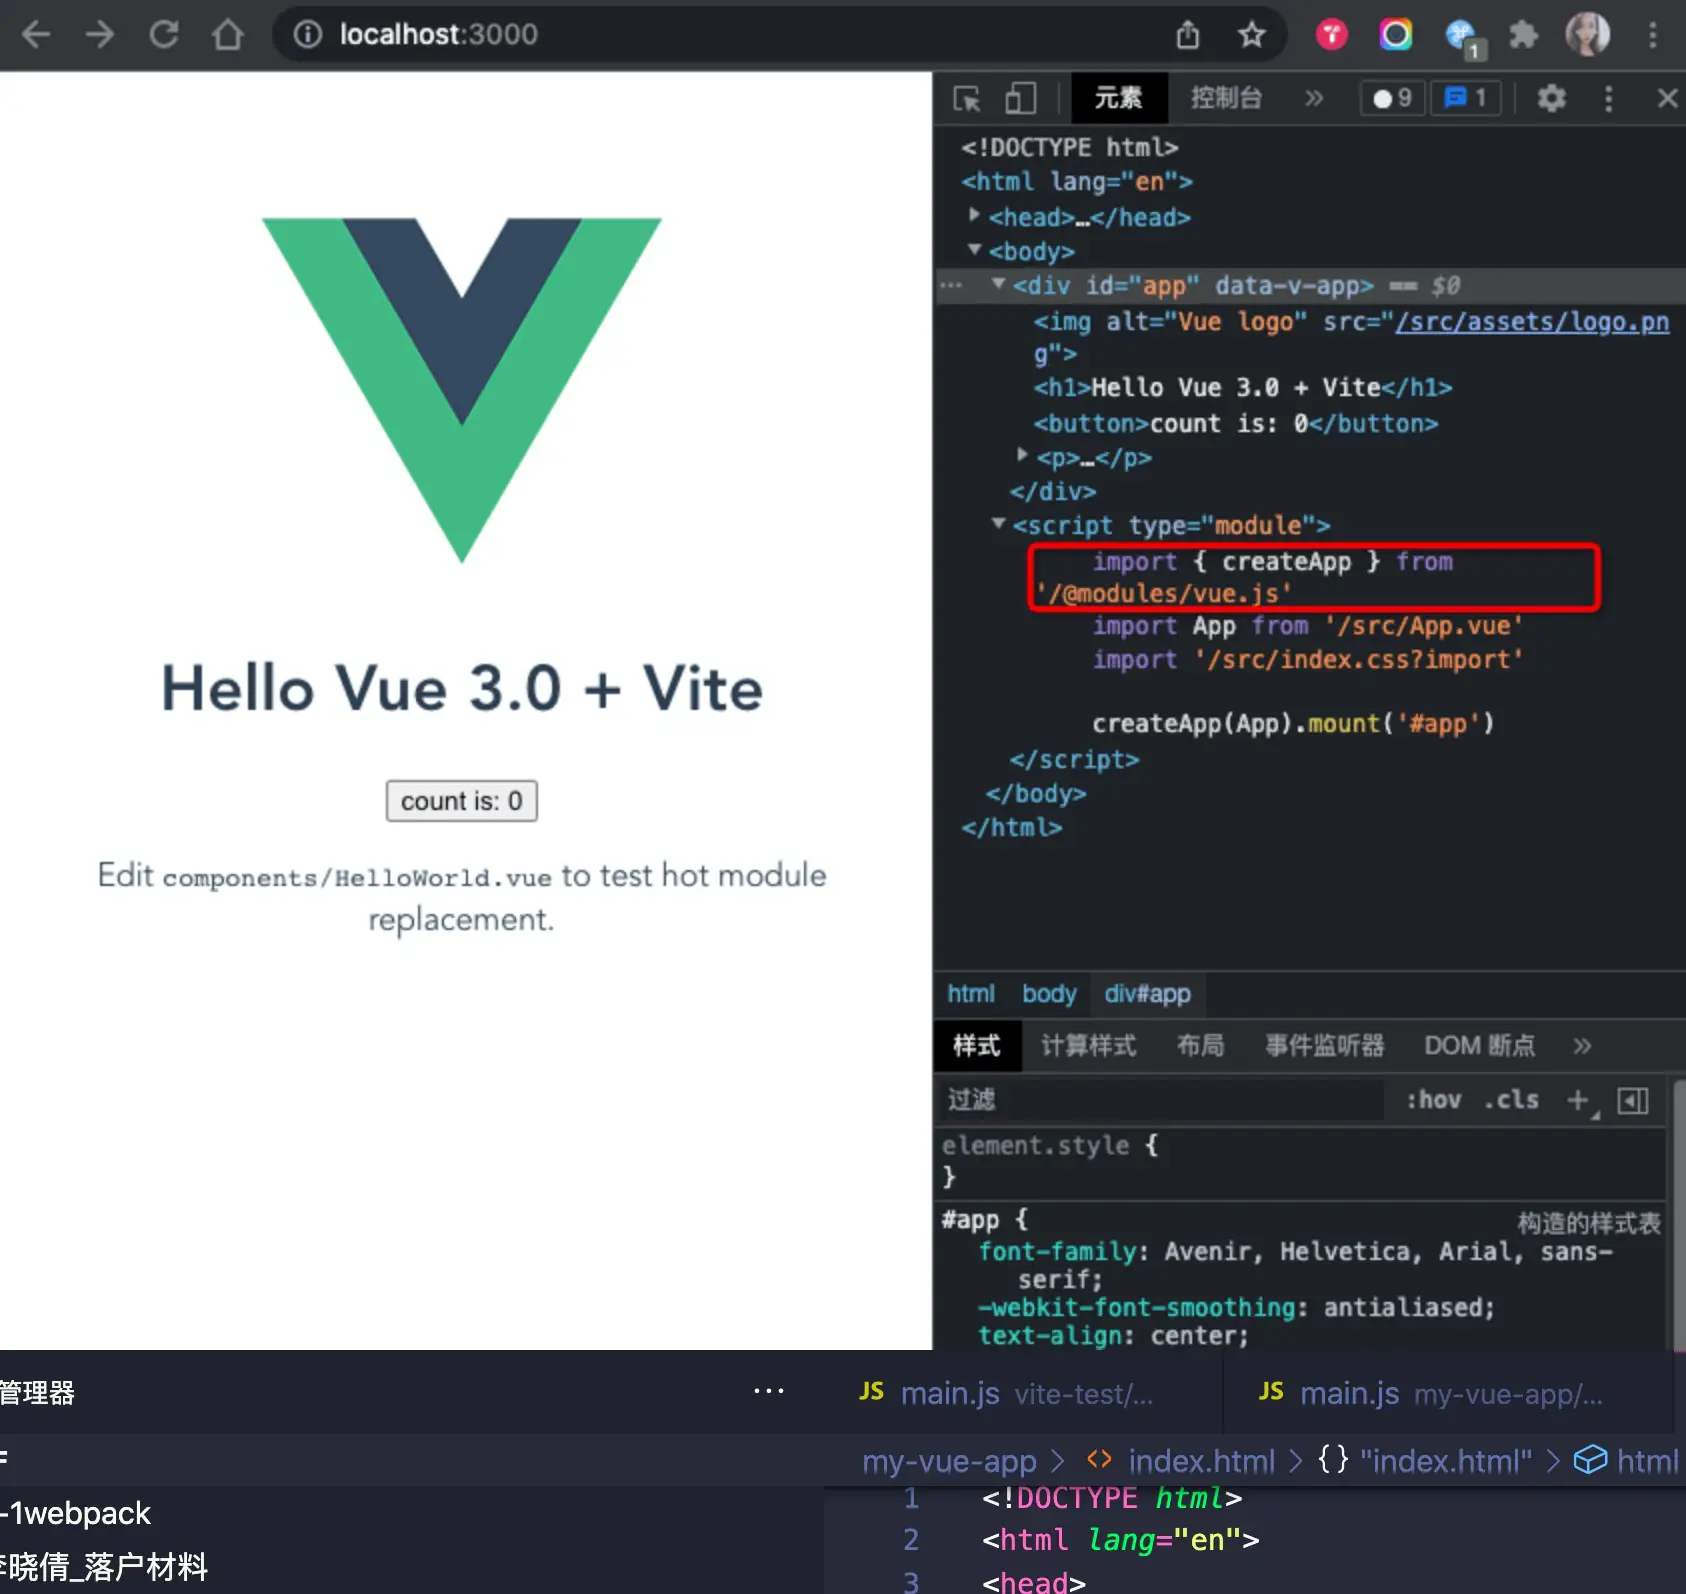 localhost:3000
1
Hello Vue 3.0 + Vite
count is: 0
Edit components/HelloWorld.vue to test hot module
replacement.
元素 控制台 » 9 1
<!DOCTYPE html>
<html lang="en">
<head>…</head>
<body>
··· <div id="app" data-v-app> == $0
<img alt="Vue logo" src="/src/assets/logo.pn
g">
<h1>Hello Vue 3.0 + Vite</h1>
<button>count is: 0</button>
<p>…</p>
</div>
<script type="module">
import { createApp } from
'/@modules/vue.js'
import App from '/src/App.vue'
import '/src/index.css?import'
createApp(App).mount('#app')
</script>
</body>
</html>
html body div#app
样式 计算样式 布局 事件监听器 DOM 断点 »
过滤 :hov .cls +
element.style {
}
#app { 构造的样式表
font-family: Avenir, Helvetica, Arial, sans-
serif;
-webkit-font-smoothing: antialiased;
text-align: center;
管理器 ···
-1webpack
晓倩_落户材料
JS main.js vite-test/... JS main.js my-vue-app/...
my-vue-app > <> index.html > {} "index.html" > html
1 <!DOCTYPE html>
2 <html lang="en">
3 <head>